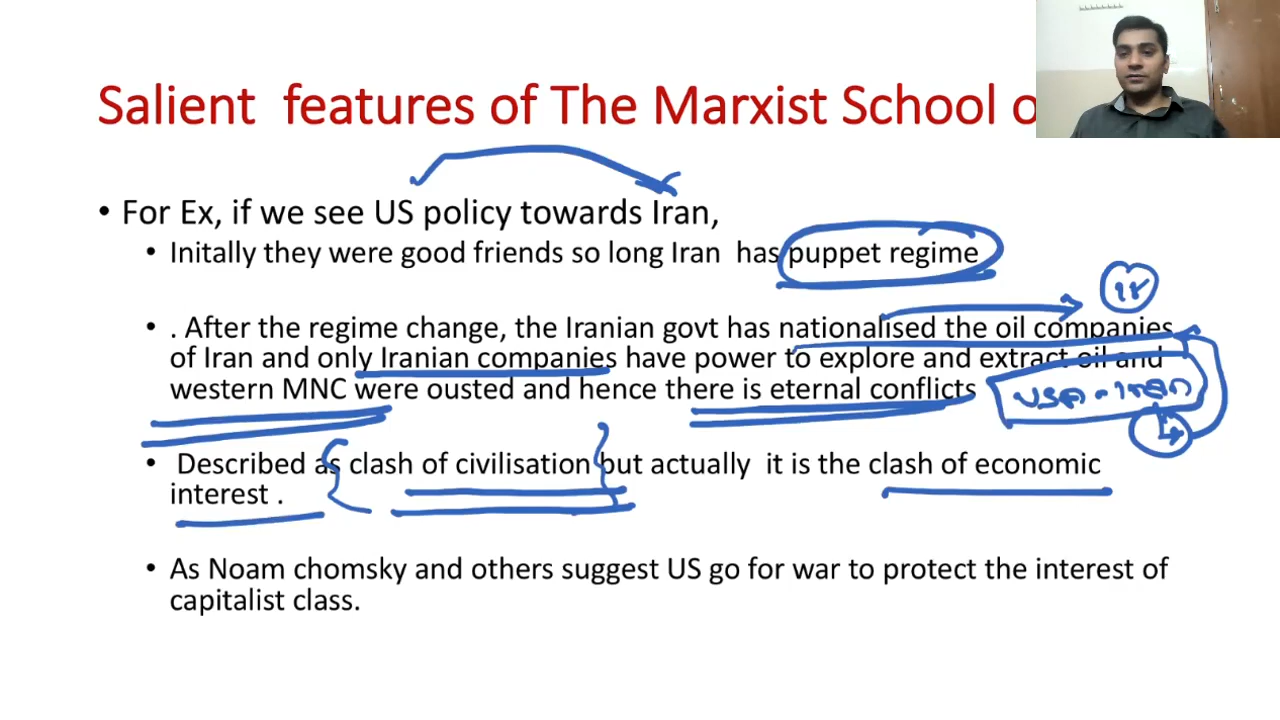 Salient features of The Marxist School o
• For Ex, if we see US policy towards Iran,
• Initally they were good friends so long Iran has puppet regime
• . After the regime change, the Iranian govt has nationalised the oil companies
of Iran and only Iranian companies have power to explore and extract oil and
western MNC were ousted and hence there is eternal conflicts
USA - Iran
• Described as clash of civilisation but actually it is the clash of economic
interest .
• As Noam chomsky and others suggest US go for war to protect the interest of
capitalist class.